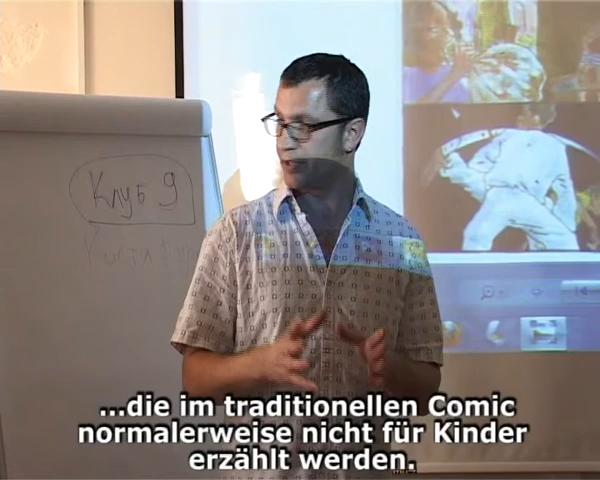 Клуб 9
...die im traditionellen Comic
normalerweise nicht für Kinder
erzählt werden.